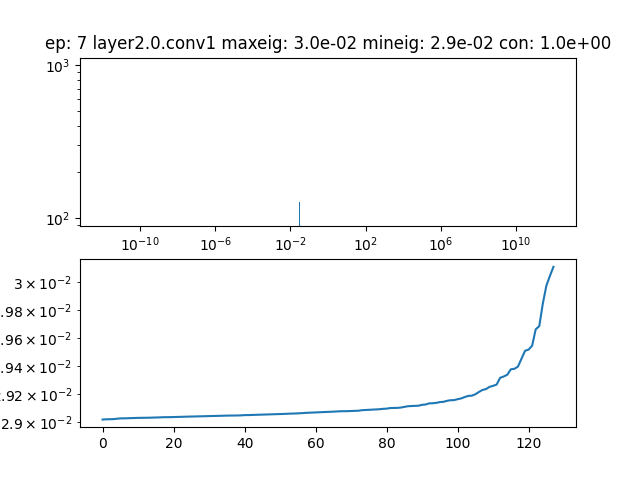 ep: 7 layer2.0.conv1 maxeig: 3.0e-02 mineig: 2.9e-02 con: 1.0e+00
10³
10²
10⁻¹⁰ 10⁻⁶ 10⁻² 10² 10⁶ 10¹⁰
3 × 10⁻²
.98 × 10⁻²
.96 × 10⁻²
.94 × 10⁻²
.92 × 10⁻²
2.9 × 10⁻²
0 20 40 60 80 100 120